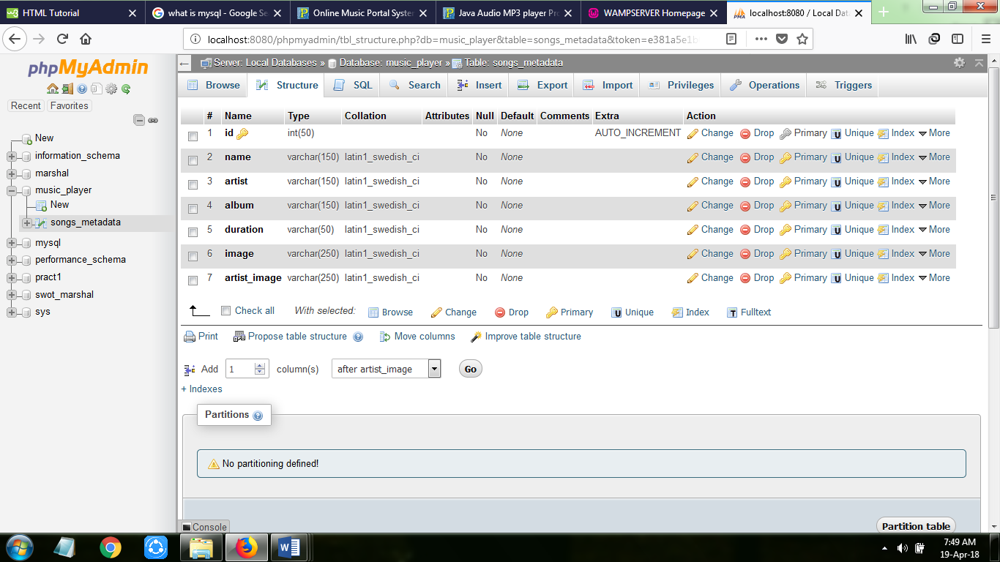 HTML Tutorial
what is mysql - Google Se
Online Music Portal Syster
Java Audio MP3 player Pro
WAMPSERVER Homepage
localhost:8080 / Local Data
localhost:8080/phpmyadmin/tbl_structure.php?db=music_player&table=songs_metadata&token=e381a5e1b
phpMyAdmin
Recent Favorites
New
information_schema
marshal
music_player
New
songs_metadata
mysql
performance_schema
pract1
swot_marshal
sys
Server: Local Databases » Database: music_player » Table: songs_metadata
Browse Structure SQL Search Insert Export Import Privileges Operations Triggers
# Name Type Collation Attributes Null Default Comments Extra Action
1 id int(50) No None AUTO_INCREMENT Change Drop Primary Unique Index More
2 name varchar(150) latin1_swedish_ci No None Change Drop Primary Unique Index More
3 artist varchar(150) latin1_swedish_ci No None Change Drop Primary Unique Index More
4 album varchar(150) latin1_swedish_ci No None Change Drop Primary Unique Index More
5 duration varchar(50) latin1_swedish_ci No None Change Drop Primary Unique Index More
6 image varchar(250) latin1_swedish_ci No None Change Drop Primary Unique Index More
7 artist_image varchar(250) latin1_swedish_ci No None Change Drop Primary Unique Index More
Check all With selected: Browse Change Drop Primary Unique Index Fulltext
Print Propose table structure Move columns Improve table structure
Add 1 column(s) after artist_image Go
+ Indexes
Partitions
No partitioning defined!
Partition table
Console
7:49 AM
19-Apr-18